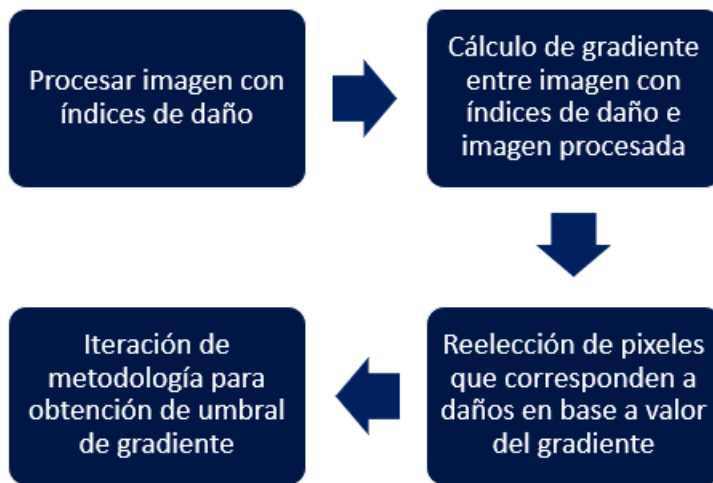 Procesar imagen con
índices de daño
Cálculo de gradiente
entre imagen con
índices de daño e
imagen procesada
Reelección de pixeles
que corresponden a
daños en base a valor
del gradiente
Iteración de
metodología para
obtención de umbral
de gradiente